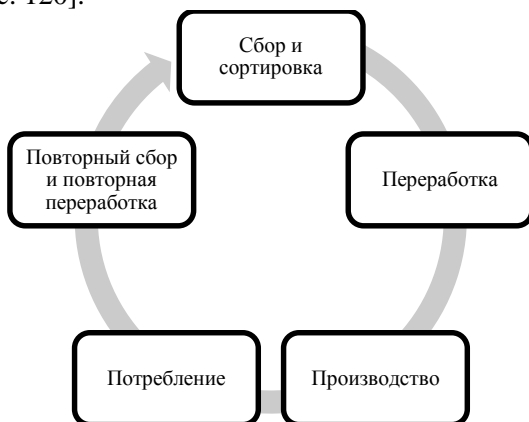 с. 120].
Сбор и
сортировка
Переработка
Производство
Потребление
Повторный сбор
и повторная
переработка